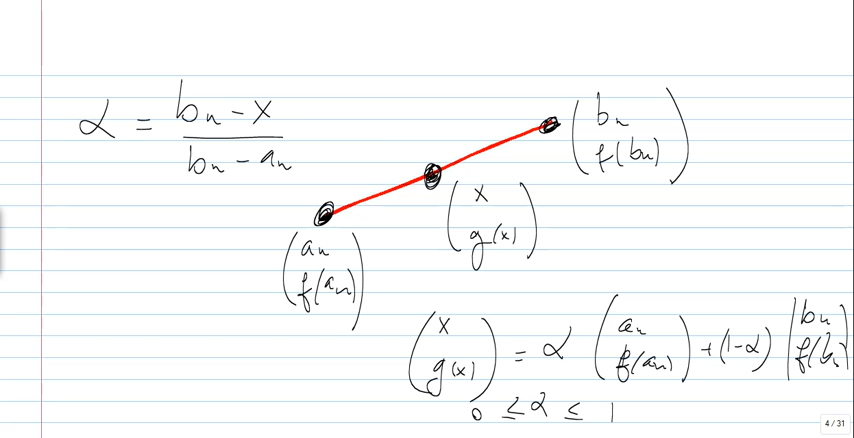 α = (bₙ - x) / (bₙ - aₙ)
(bₙ f(bₙ))
(x g(x))
(aₙ f(aₙ))
(x g(x)) = α (aₙ f(aₙ)) + (1-α) (bₙ f(bₙ))
0 ≤ α ≤ 1
4 / 31